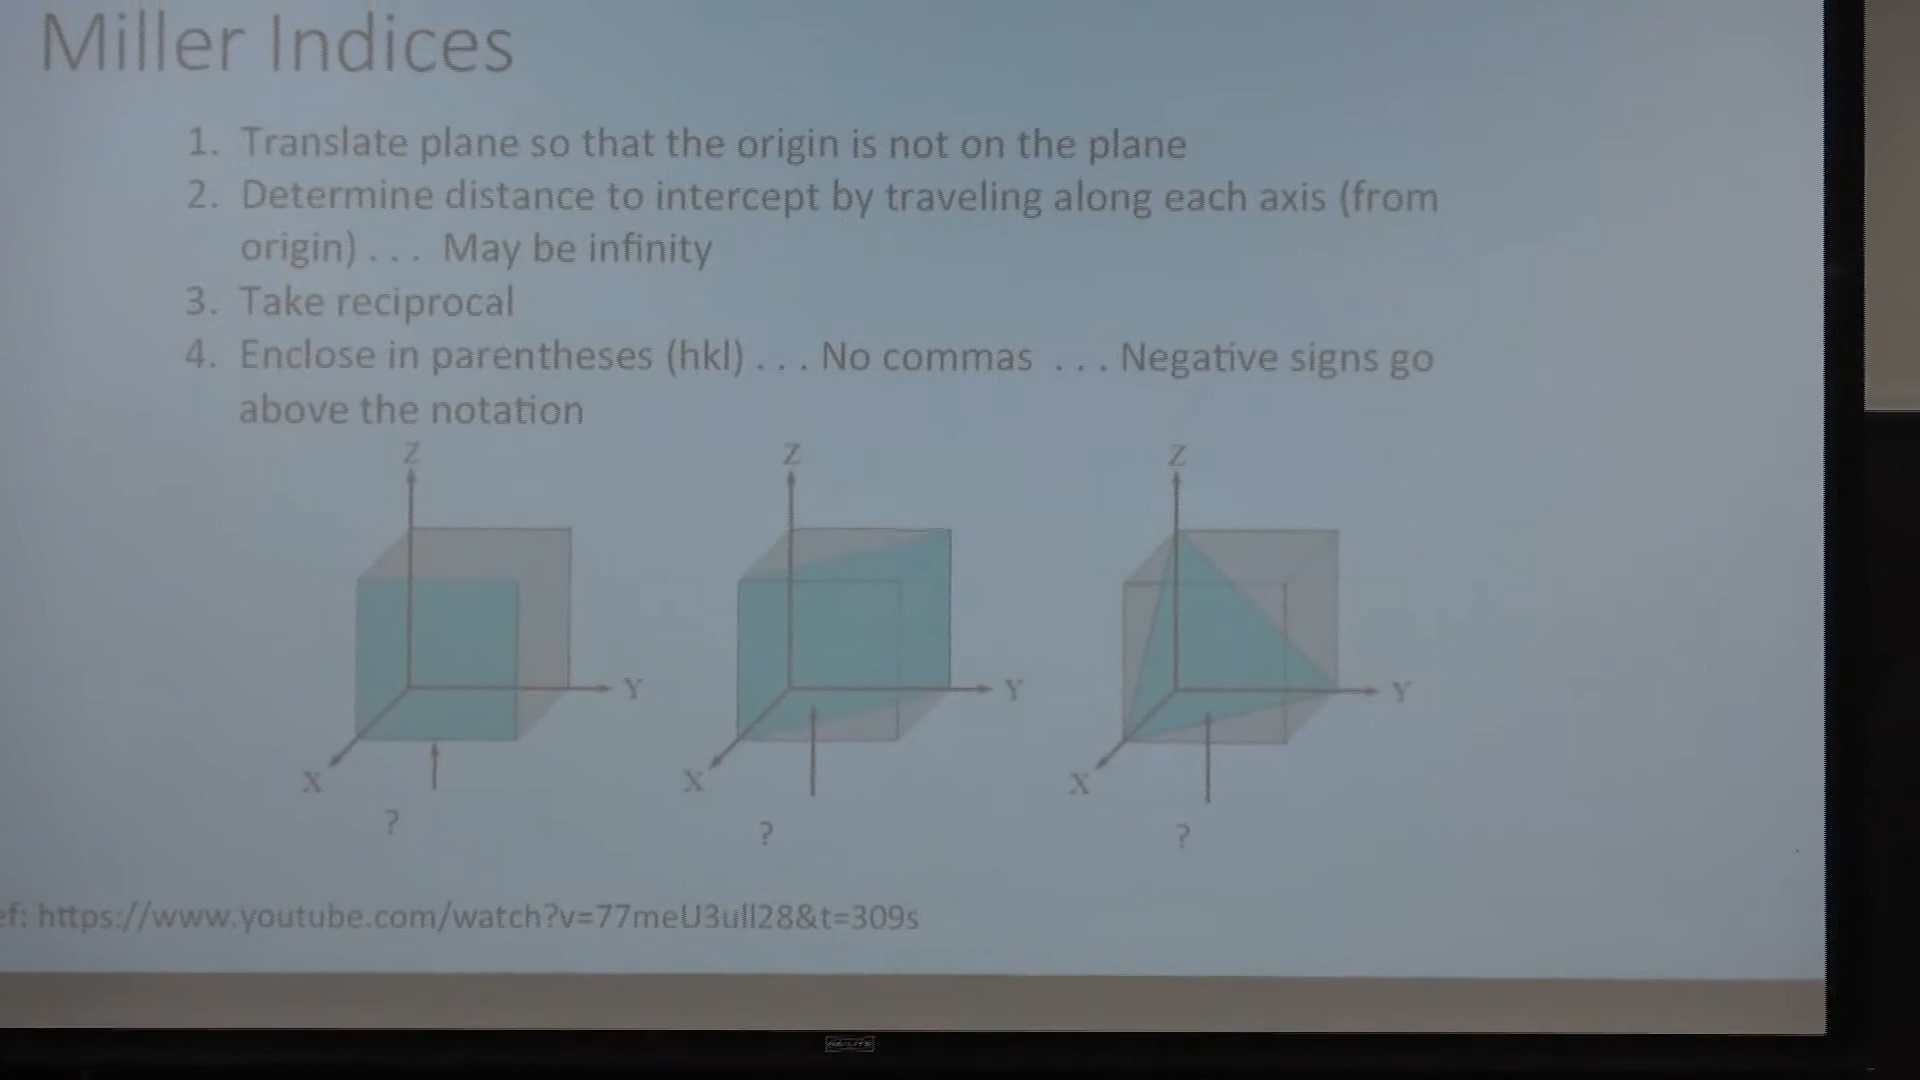 Miller Indices
1. Translate plane so that the origin is not on the plane
2. Determine distance to intercept by traveling along each axis (from
origin) . . . May be infinity
3. Take reciprocal
4. Enclose in parentheses (hkl) . . . No commas . . . Negative signs go
above the notation
Z Z Z
Y Y Y
X X X
? ? ?
ef: https://www.youtube.com/watch?v=77meU3ull28&t=309s